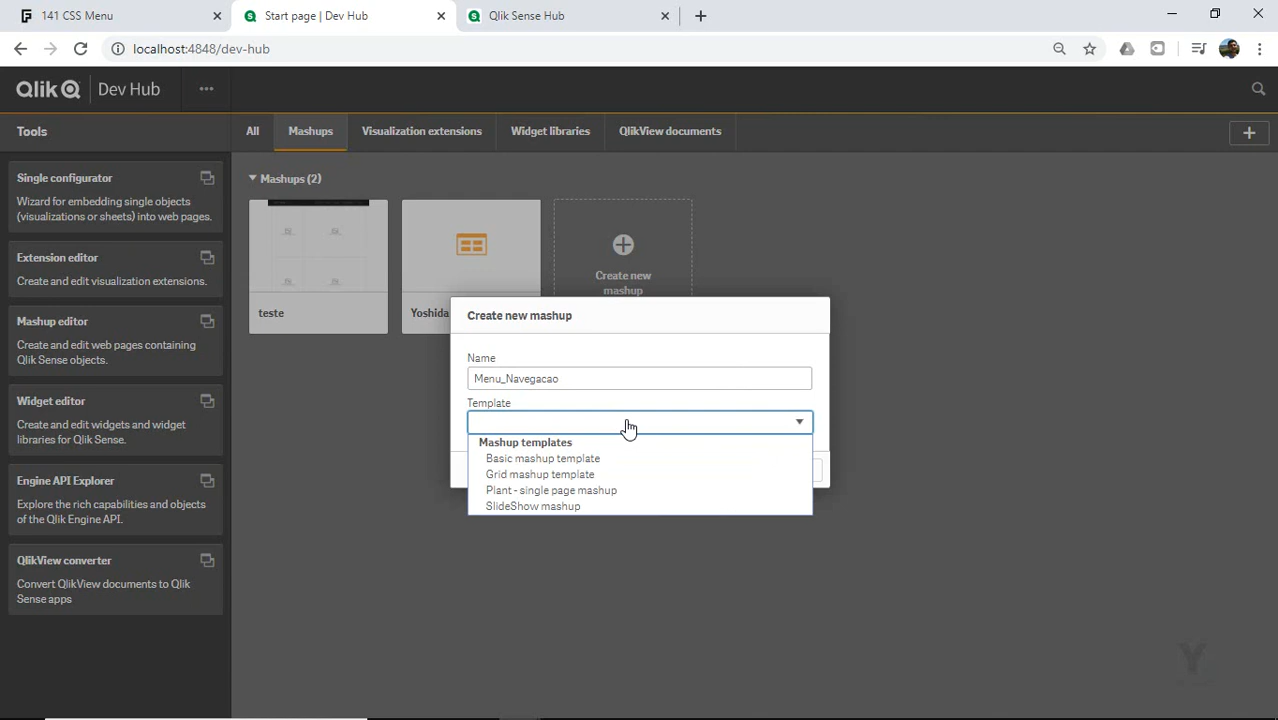 141 CSS Menu
Start page | Dev Hub
Qlik Sense Hub
localhost:4848/dev-hub
Qlik
Dev Hub
Tools
All
Mashups
Visualization extensions
Widget libraries
QlikView documents
Single configurator
Wizard for embedding single objects
(visualizations or sheets) into web pages.
Extension editor
Create and edit visualization extensions.
Mashup editor
Create and edit web pages containing
Qlik Sense objects.
Widget editor
Create and edit widgets and widget
libraries for Qlik Sense.
Engine API Explorer
Explore the rich capabilities and objects
of the Qlik Engine API.
QlikView converter
Convert QlikView documents to Qlik
Sense apps
Mashups (2)
teste
Yoshida
Create new
mashup
Create new mashup
Name
Menu_Navegacao
Template
Mashup templates
Basic mashup template
Grid mashup template
Plant - single page mashup
SlideShow mashup
Y